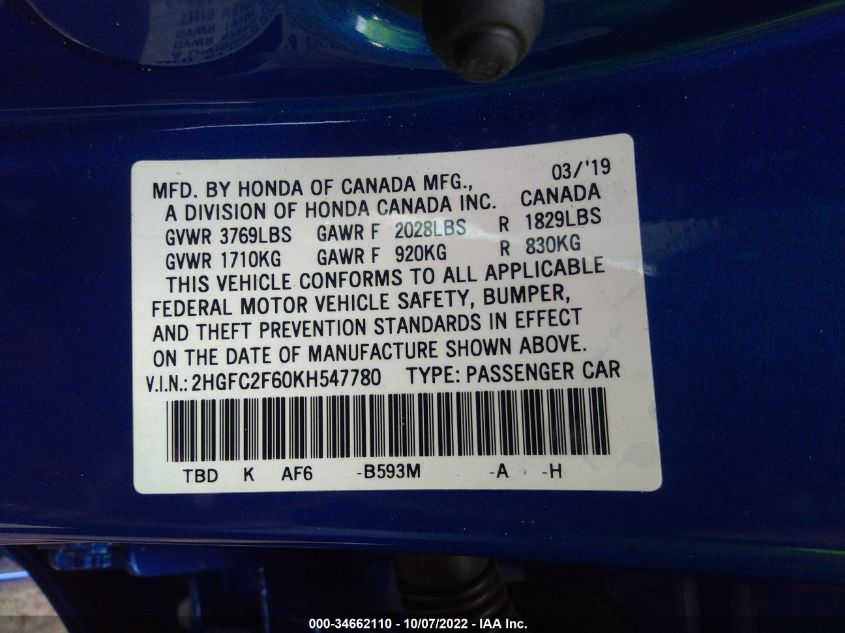 03/'19
MFD. BY HONDA OF CANADA MFG.,
A DIVISION OF HONDA CANADA INC. CANADA
GVWR 3769LBS GAWR F 2028LBS R 1829LBS
GVWR 1710KG GAWR F 920KG R 830KG
THIS VEHICLE CONFORMS TO ALL APPLICABLE
FEDERAL MOTOR VEHICLE SAFETY, BUMPER,
AND THEFT PREVENTION STANDARDS IN EFFECT
ON THE DATE OF MANUFACTURE SHOWN ABOVE.
V.I.N.: 2HGFC2F60KH547780 TYPE: PASSENGER CAR
TBD K AF6 -B593M -A -H
000-34662110 - 10/07/2022 - IAA Inc.